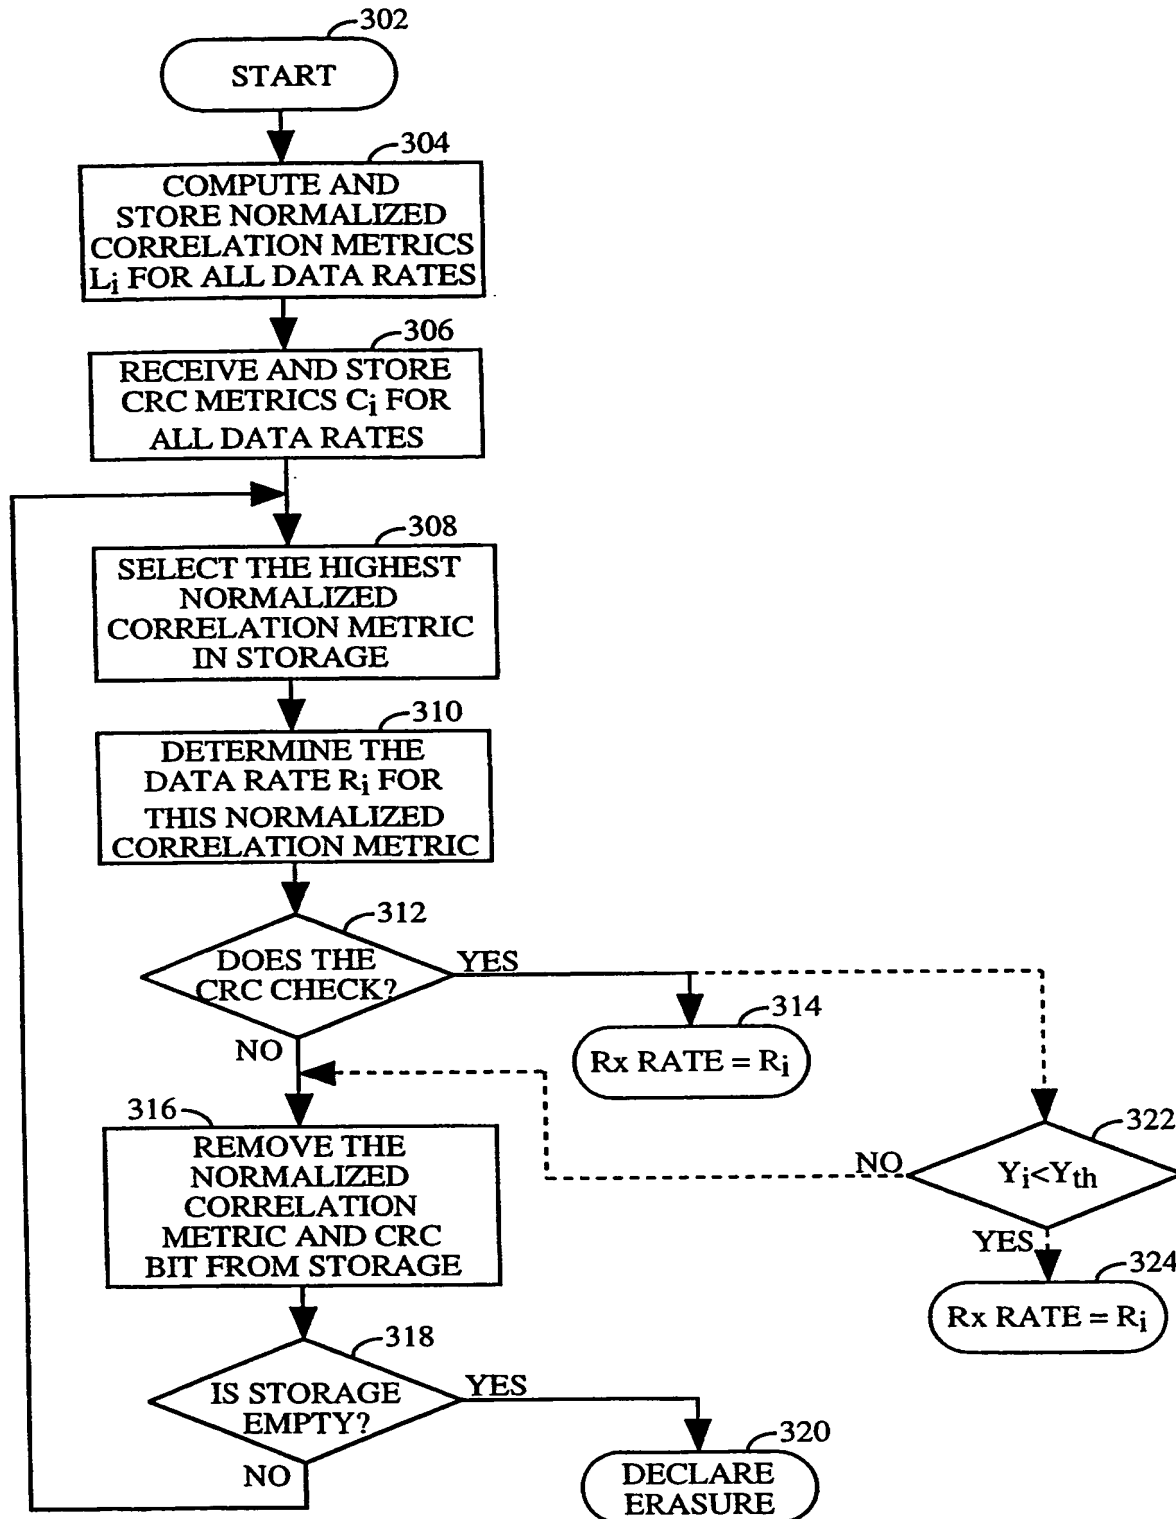 302
START
304
COMPUTE AND
STORE NORMALIZED
CORRELATION METRICS
Li FOR ALL DATA RATES
306
RECEIVE AND STORE
CRC METRICS Ci FOR
ALL DATA RATES
308
SELECT THE HIGHEST
NORMALIZED
CORRELATION METRIC
IN STORAGE
310
DETERMINE THE
DATA RATE Ri FOR
THIS NORMALIZED
CORRELATION METRIC
312
DOES THE
CRC CHECK?
YES
NO
314
Rx RATE = Ri
316
REMOVE THE
NORMALIZED
CORRELATION
METRIC AND CRC
BIT FROM STORAGE
322
Yi<Yth
NO
YES
324
Rx RATE = Ri
318
IS STORAGE
EMPTY?
YES
NO
320
DECLARE
ERASURE